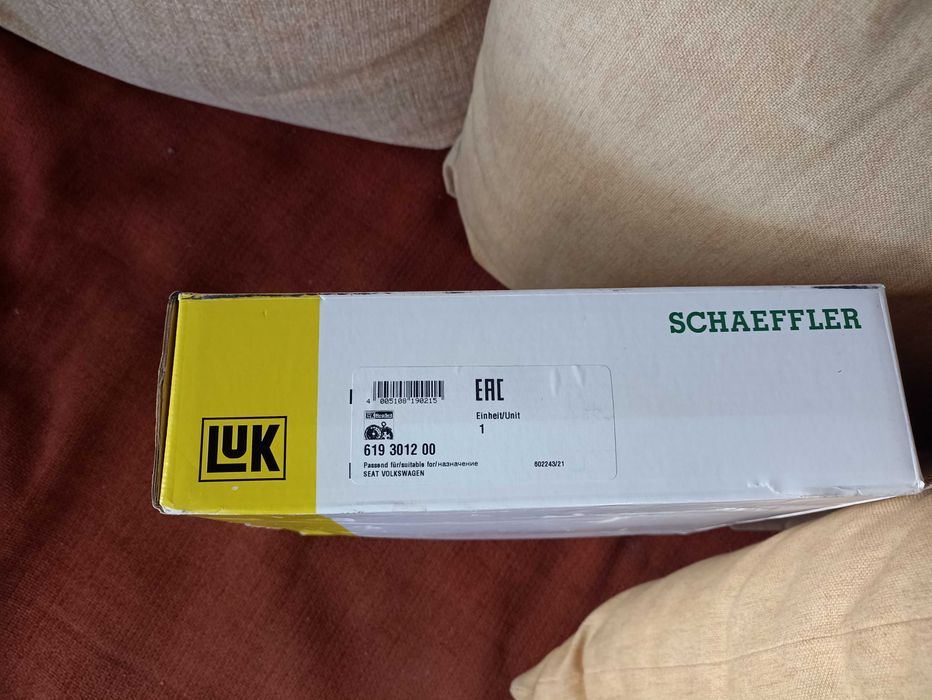 SCHAEFFLER
LuK
4 005108 190215
EAC
Einheit/Unit
1
619 3012 00
Passend für/suitable for/назначение
SEAT VOLKSWAGEN
602243/21